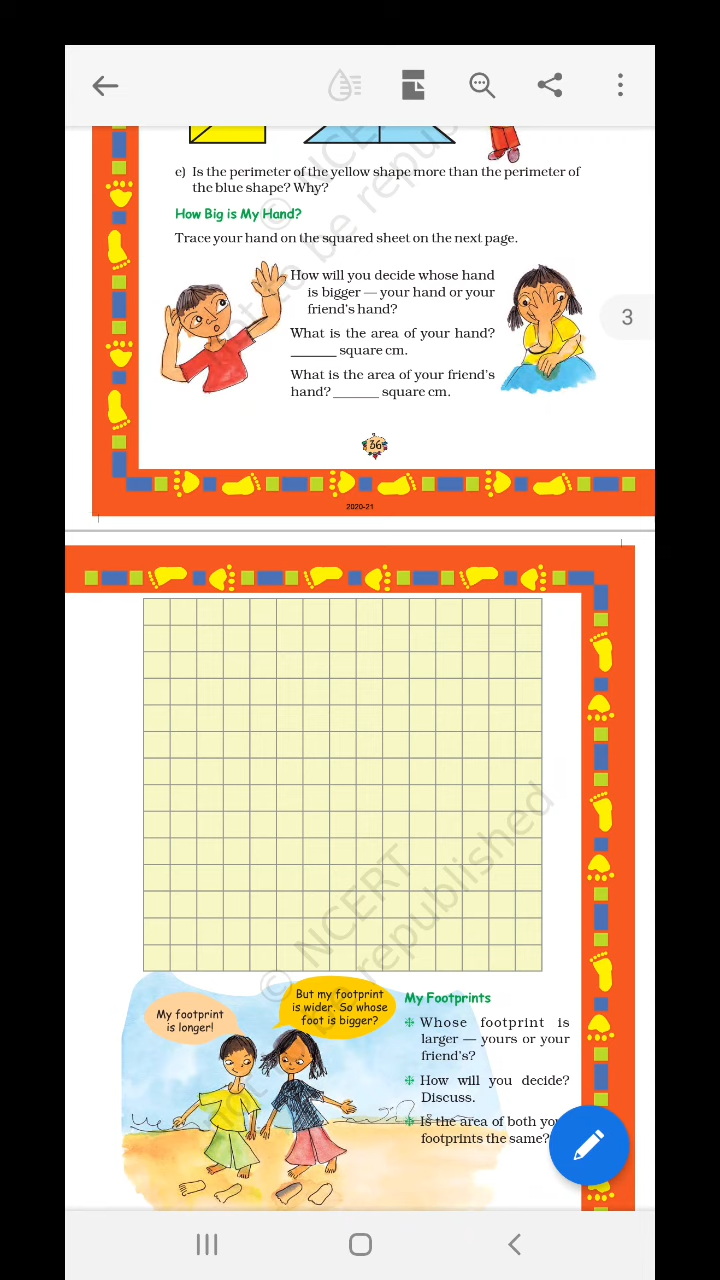 c) Is the perimeter of the yellow shape more than the perimeter of
the blue shape? Why?
How Big is My Hand?
Trace your hand on the squared sheet on the next page.
How will you decide whose hand
is bigger — your hand or your
friend's hand?
What is the area of your hand?
______ square cm.
What is the area of your friend's
hand? ______ square cm.
3
36
2020-21
© NCERT
be republished
My footprint
is longer!
But my footprint
is wider. So whose
foot is bigger?
My Footprints
Whose footprint is
larger — yours or your
friend's?
How will you decide?
Discuss.
Is the area of both
footprints the same?